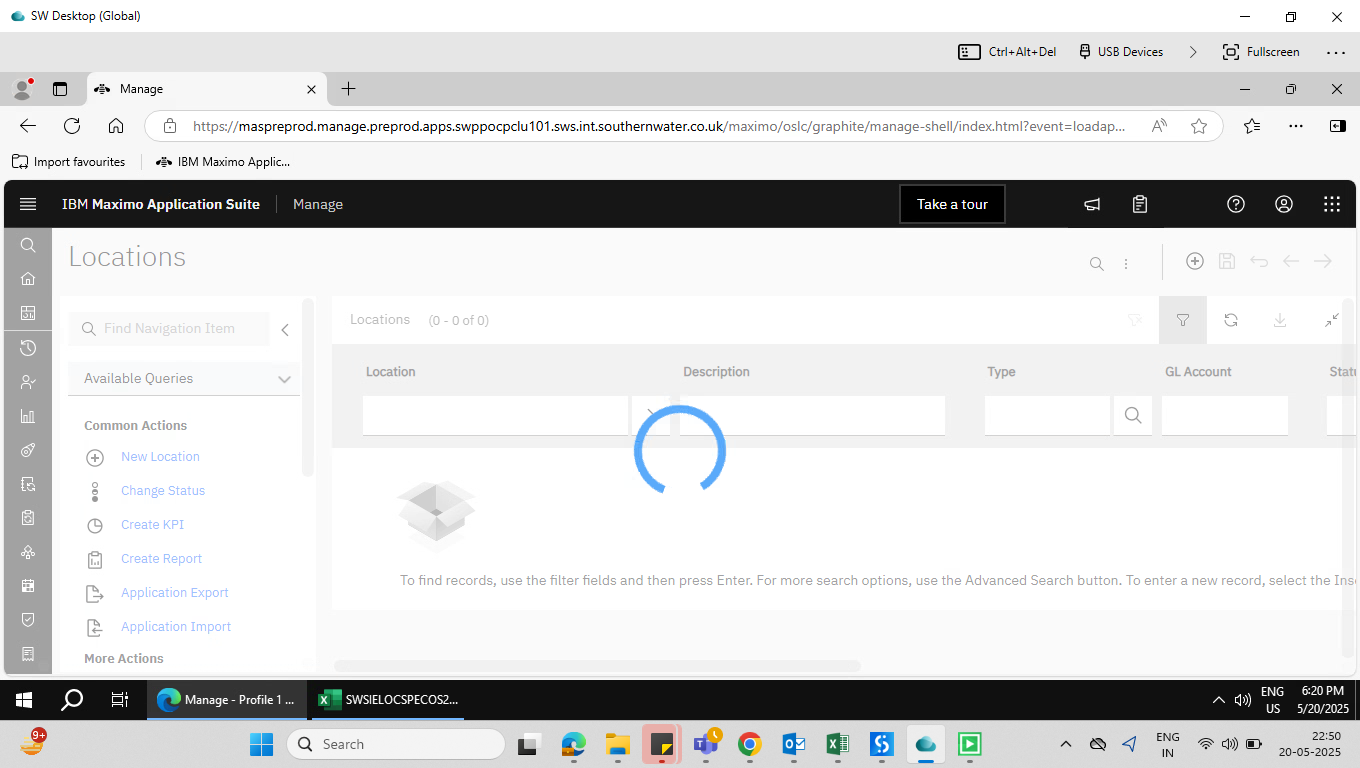 SW Desktop (Global)
Ctrl+Alt+Del
USB Devices
Fullscreen
Manage
https://maspreprod.manage.preprod.apps.swppocpclu101.sws.int.southernwater.co.uk/maximo/oslc/graphite/manage-shell/index.html?event=loadap...
Import favourites
IBM Maximo Applic...
IBM Maximo Application Suite
Manage
Take a tour
Locations
Find Navigation Item
Available Queries
Common Actions
New Location
Change Status
Create KPI
Create Report
Application Export
Application Import
More Actions
Locations (0 - 0 of 0)
Location Description Type GL Account Statu
To find records, use the filter fields and then press Enter. For more search options, use the Advanced Search button. To enter a new record, select the Inse
Manage - Profile 1 ...
SWSIELOCSPECOS2...
ENG
US
6:20 PM
5/20/2025
9+
Search
ENG
IN
22:50
20-05-2025